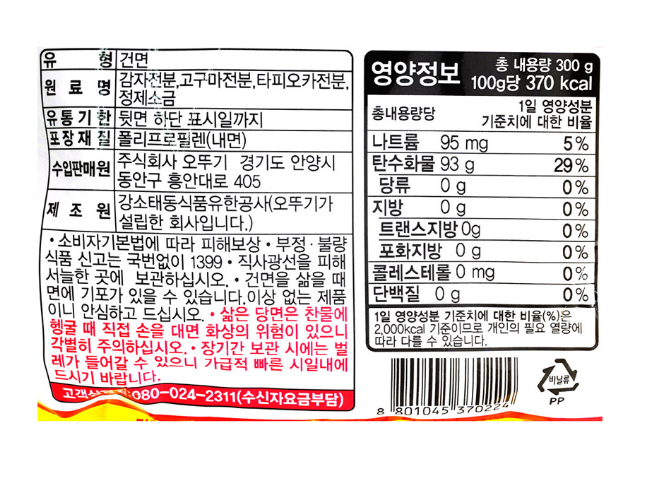 유 형 건면
원 료 명 감자전분,고구마전분,타피오카전분,
정제소금
유 통 기 한 뒷면 하단 표시일까지
포 장 재 질 폴리프로필렌(내면)
수입판매원 주식회사 오뚜기 경기도 안양시
동안구 흥안대로 405
제 조 원 강소태동식품유한공사(오뚜기가
설립한 회사입니다.)
• 소비자기본법에 따라 피해보상 • 부정 · 불량
식품 신고는 국번없이 1399 • 직사광선을 피해
서늘한 곳에 보관하십시오. • 건면을 삶을 때
면에 기포가 있을 수 있습니다.이상 없는 제품
이니 안심하고 드십시오. • 삶은 당면은 찬물에
헹굴 때 직접 손을 대면 화상의 위험이 있으니
각별히 주의하십시오. • 장기간 보관 시에는 벌
레가 들어갈 수 있으니 가급적 빠른 시일내에
드시기 바랍니다.
080-024-2311(수신자요금부담)
영양정보
총 내용량 300 g
100g당 370 kcal
총내용량당
1일 영양성분
기준치에 대한 비율
나트륨 95 mg 5%
탄수화물 93 g 29%
당류 0 g 0%
지방 0 g 0%
트랜스지방 0g 0%
포화지방 0 g 0%
콜레스테롤 0 mg 0%
단백질 0 g 0%
1일 영양성분 기준치에 대한 비율(%)은
2,000kcal 기준이므로 개인의 필요 열량에
따라 다를 수 있습니다.
8 801045 370224
비닐류
PP